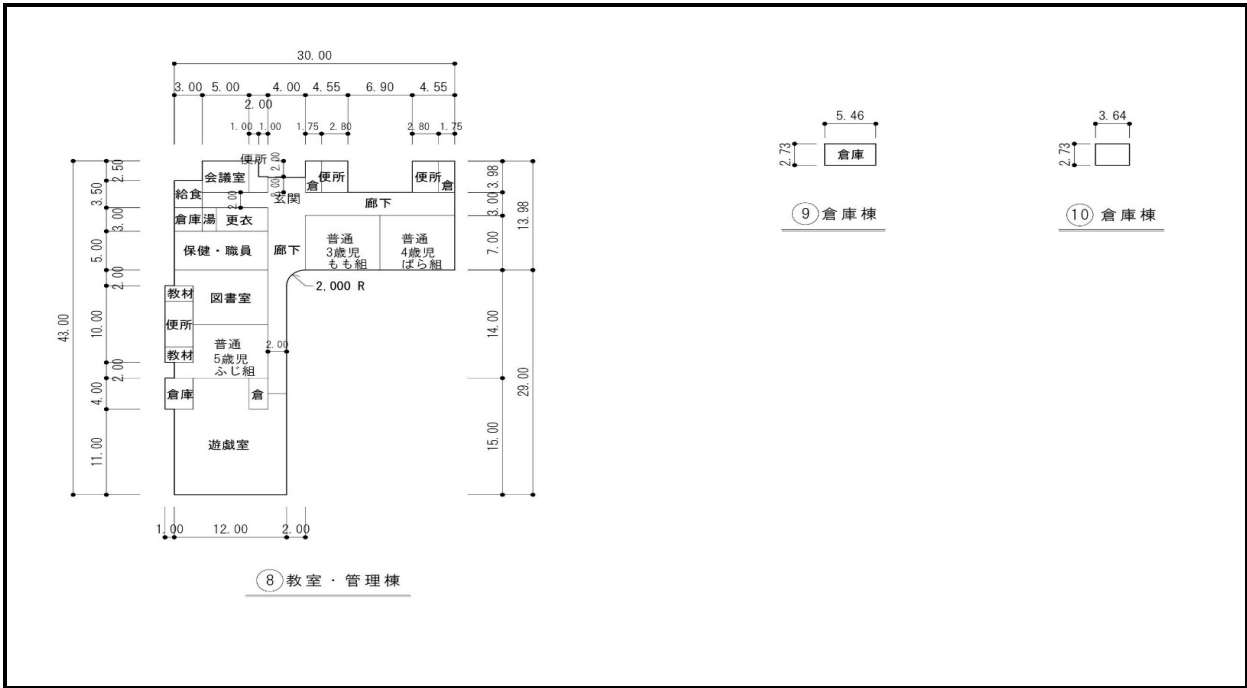 30.00
3.00 5.00 4.00 4.55 6.90 4.55
2.00
1.00 1.00 1.75 2.80 2.80 1.75
5.46
3.64
2.73
倉庫
2.73
⑨倉庫棟
⑩倉庫棟
43.00
2.50
3.50
3.00
5.00
2.00
10.00
2.00
4.00
11.00
便所
2.00
会議室
便所
倉
便所
倉
給食
2.00
玄関
廊下
倉庫
湯
更衣
保健・職員
廊下
普通
3歳児
もも組
普通
4歳児
ばら組
2,000 R
教材
図書室
便所
教材
普通
5歳児
ふじ組
2.00
倉庫
倉
遊戯室
3.98
3.00
7.00
13.98
14.00
15.00
29.00
1.00 12.00 2.00
⑧教室・管理棟